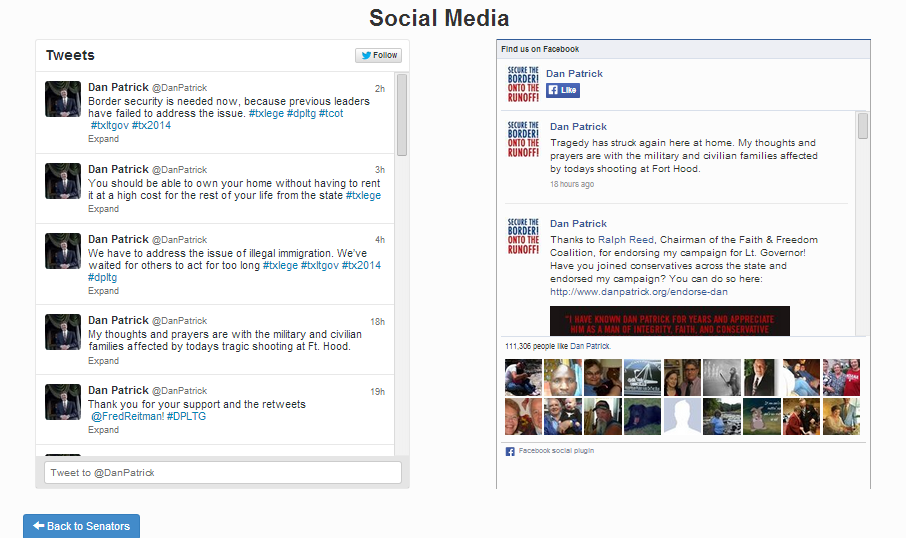 Social Media
Tweets
Follow
Dan Patrick @DanPatrick 2h
Border security is needed now, because previous leaders
have failed to address the issue. #txlege #dpltg #tcot
#txltgov #tx2014
Expand
Dan Patrick @DanPatrick 3h
You should be able to own your home without having to rent
it at a high cost for the rest of your life from the state #txlege
Expand
Dan Patrick @DanPatrick 4h
We have to address the issue of illegal immigration. We've
waited for others to act for too long #txlege #txltgov #tx2014
#dpltg
Expand
Dan Patrick @DanPatrick 18h
My thoughts and prayers are with the military and civilian
families affected by todays tragic shooting at Ft. Hood.
Expand
Dan Patrick @DanPatrick 19h
Thank you for your support and the retweets
@FredReitman! #DPLTG
Expand
Tweet to @DanPatrick
Find us on Facebook
SECURE THE
BORDER!
ONTO THE
RUNOFF!
Dan Patrick
Like
SECURE THE
BORDER!
ONTO THE
RUNOFF!
Dan Patrick
Tragedy has struck again here at home. My thoughts and
prayers are with the military and civilian families affected
by todays shooting at Fort Hood.
18 hours ago
SECURE THE
BORDER!
ONTO THE
RUNOFF!
Dan Patrick
Thanks to Ralph Reed, Chairman of the Faith & Freedom
Coalition, for endorsing my campaign for Lt. Governor!
Have you joined conservatives across the state and
endorsed my campaign? You can do so here:
http://www.danpatrick.org/endorse-dan
"I HAVE KNOWN DAN PATRICK FOR YEARS AND APPRECIATE
HIM AS A MAN OF INTEGRITY, FAITH, AND CONSERVATIVE
111,306 people like Dan Patrick.
Facebook social plugin
Back to Senators